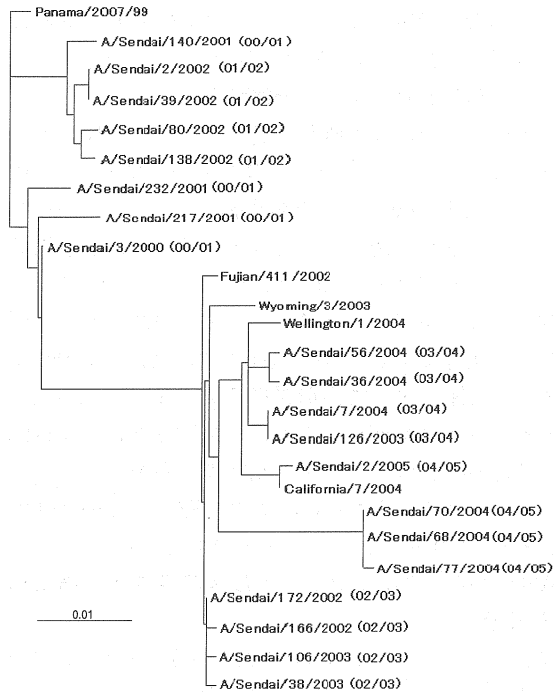 Panama/2007/99
A/Sendai/140/2001 (00/01)
A/Sendai/2/2002 (01/02)
A/Sendai/39/2002 (01/02)
A/Sendai/80/2002 (01/02)
A/Sendai/138/2002 (01/02)
A/Sendai/232/2001 (00/01)
A/Sendai/217/2001 (00/01)
A/Sendai/3/2000 (00/01)
Fujian/411/2002
Wyoming/3/2003
Wellington/1/2004
A/Sendai/56/2004 (03/04)
A/Sendai/36/2004 (03/04)
A/Sendai/7/2004 (03/04)
A/Sendai/126/2003 (03/04)
A/Sendai/2/2005 (04/05)
California/7/2004
A/Sendai/70/2004(04/05)
A/Sendai/68/2004(04/05)
A/Sendai/77/2004(04/05)
A/Sendai/172/2002 (02/03)
0.01
A/Sendai/166/2002 (02/03)
A/Sendai/106/2003 (02/03)
A/Sendai/38/2003 (02/03)